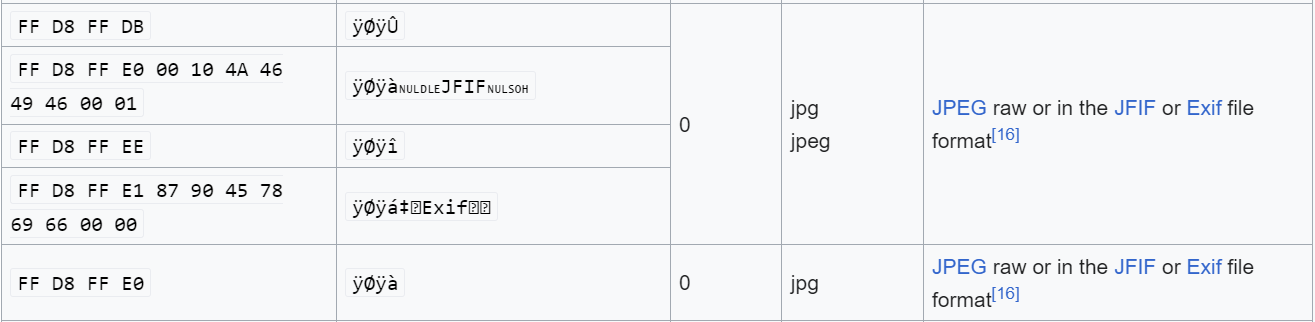 FF D8 FF DB
ÿØÿÛ
FF D8 FF E0 00 10 4A 46
49 46 00 01
ÿØÿàNULDLEJFIFNULSOH
FF D8 FF EE
ÿØÿî
FF D8 FF E1 87 90 45 78
69 66 00 00
ÿØÿá‡Exif
0
jpg
jpeg
JPEG raw or in the JFIF or Exif file
format[16]
FF D8 FF E0
ÿØÿà
0
jpg
JPEG raw or in the JFIF or Exif file
format[16]